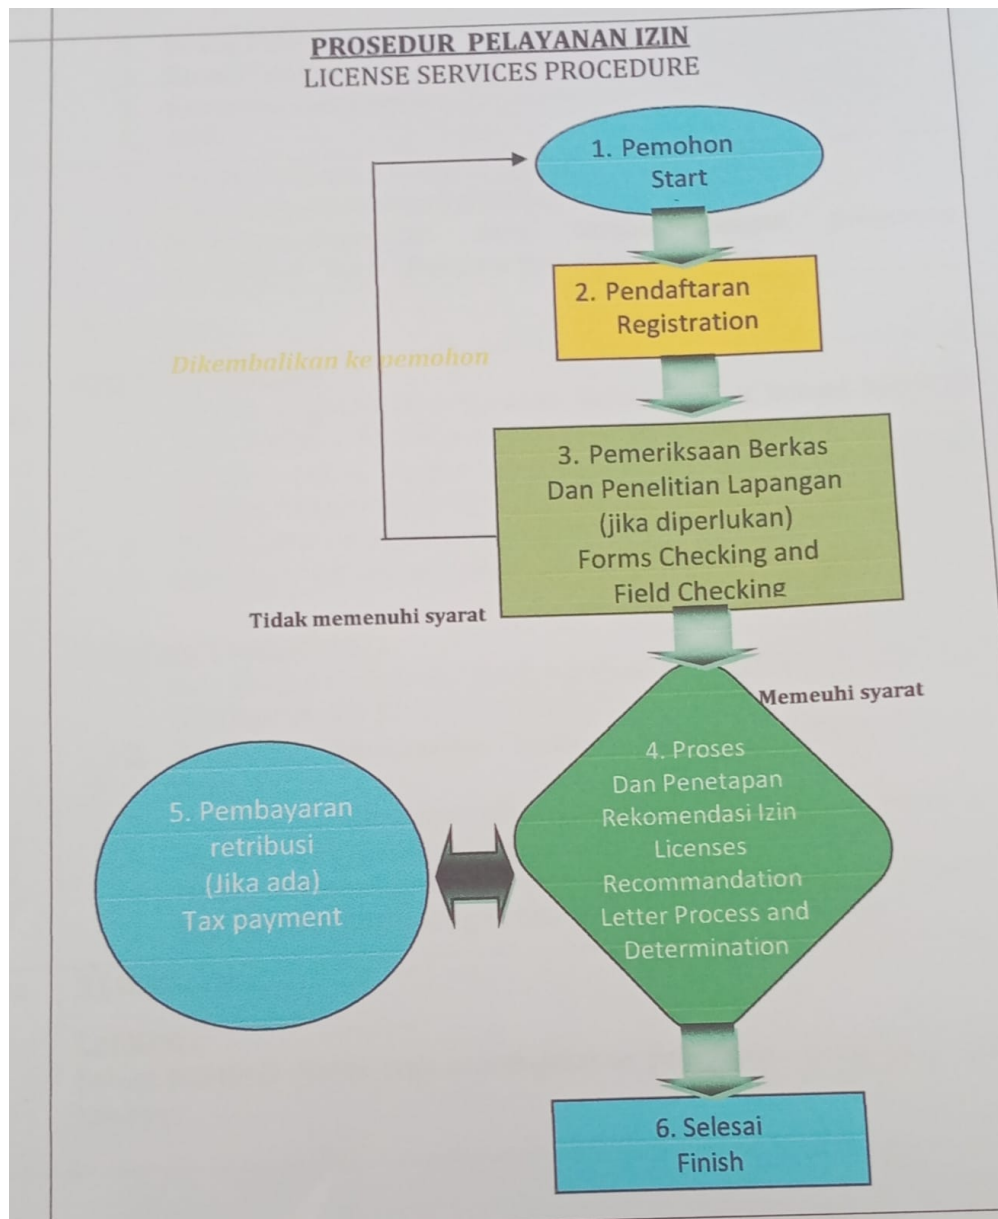 PROSEDUR PELAYANAN IZIN
LICENSE SERVICES PROCEDURE
1. Pemohon
Start
2. Pendaftaran
Registration
Dikembalikan ke pemohon
3. Pemeriksaan Berkas
Dan Penelitian Lapangan
(jika diperlukan)
Forms Checking and
Field Checking
Tidak memenuhi syarat
Memeuhi syarat
4. Proses
Dan Penetapan
Rekomendasi Izin
Licenses
Recommandation
Letter Process and
Determination
5. Pembayaran
retribusi
(Jika ada)
Tax payment
6. Selesai
Finish